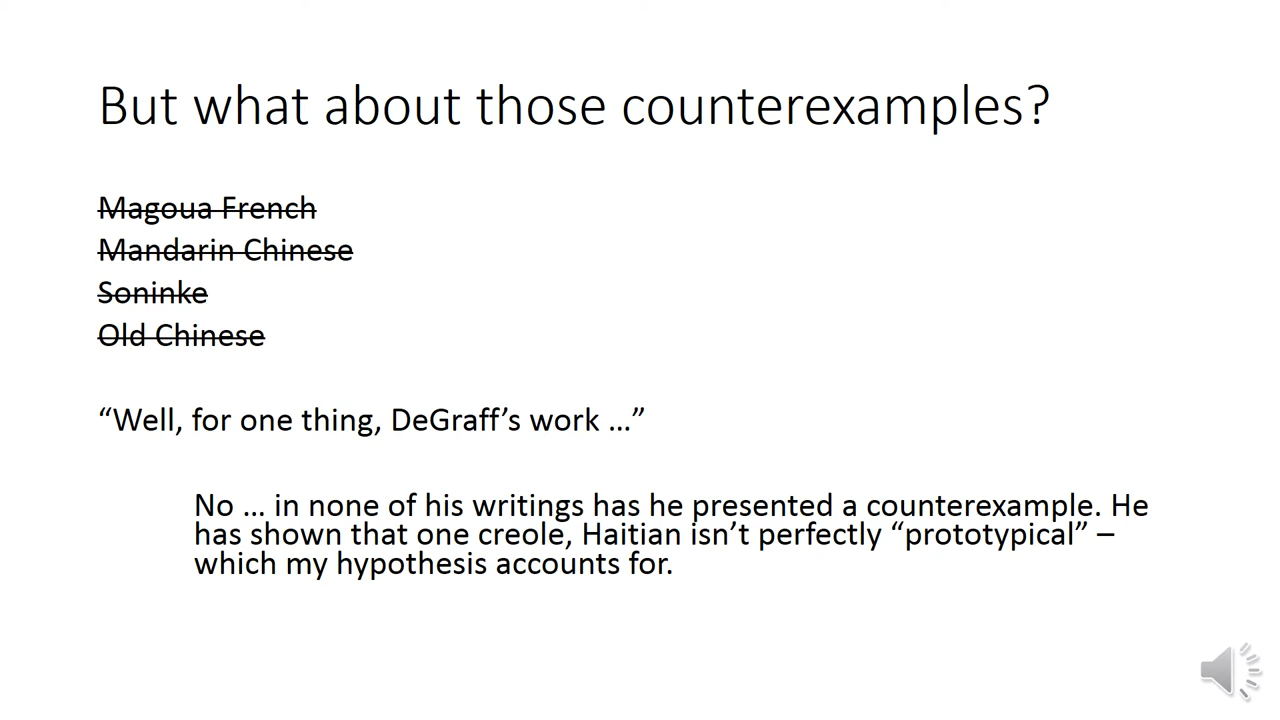 But what about those counterexamples?
Magoua French
Mandarin Chinese
Soninke
Old Chinese
“Well, for one thing, DeGraff’s work …”
No … in none of his writings has he presented a counterexample. He
has shown that one creole, Haitian isn’t perfectly “prototypical” –
which my hypothesis accounts for.